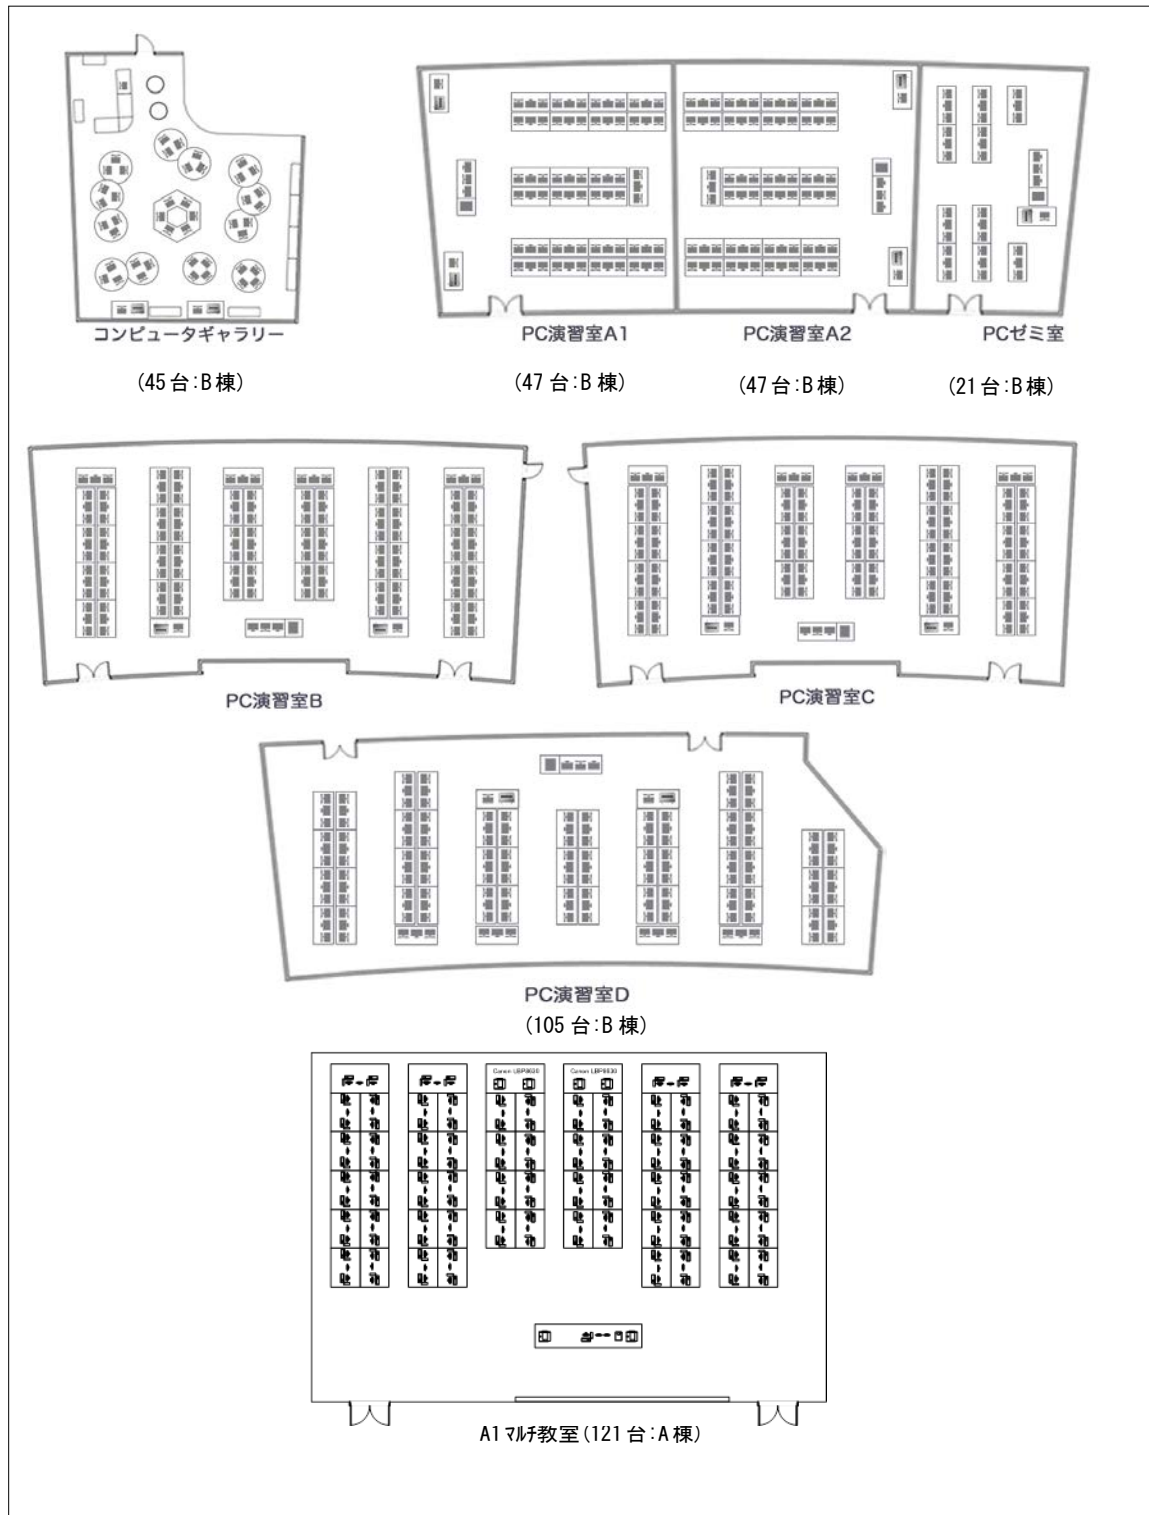 コンピュータギャラリー
PC演習室A1
PC演習室A2
PCゼミ室
(45台:B棟)
(47台:B棟)
(47台:B棟)
(21台:B棟)
PC演習室B
PC演習室C
PC演習室D
(105台:B棟)
Canon LBP9630
Canon LBP9630
A1マルチ教室(121台:A棟)